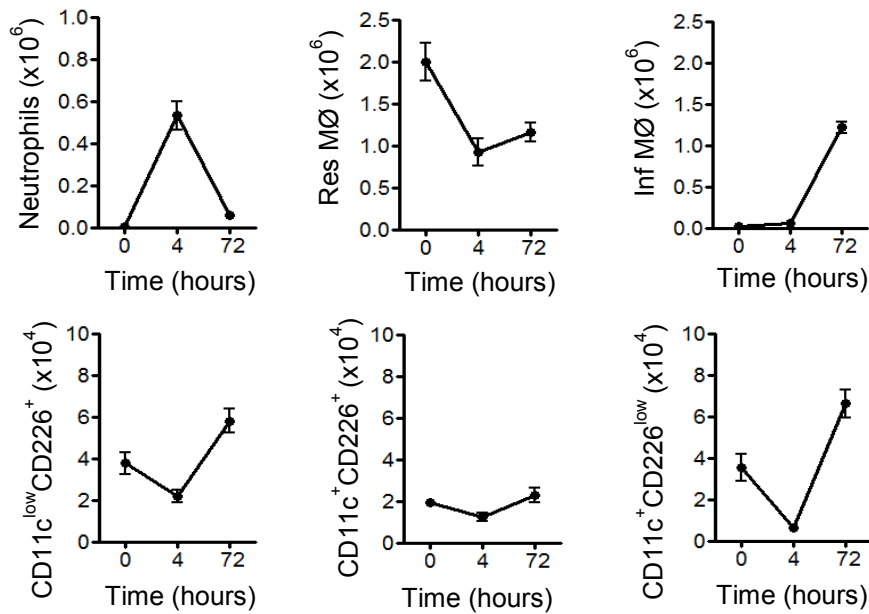 Neutrophils (x10⁶)
1.0
0.8
0.6
0.4
0.2
0.0
0 4 72
Time (hours)
Res MØ (x10⁶)
2.5
2.0
1.5
1.0
0.5
0.0
0 4 72
Time (hours)
Inf MØ (x10⁶)
2.5
2.0
1.5
1.0
0.5
0.0
0 4 72
Time (hours)
CD11c^low CD226⁺ (x10⁴)
10
8
6
4
2
0
0 4 72
Time (hours)
CD11c⁺CD226⁺ (x10⁴)
10
8
6
4
2
0
0 4 72
Time (hours)
CD11c⁺CD226^low (x10⁴)
10
8
6
4
2
0
0 4 72
Time (hours)